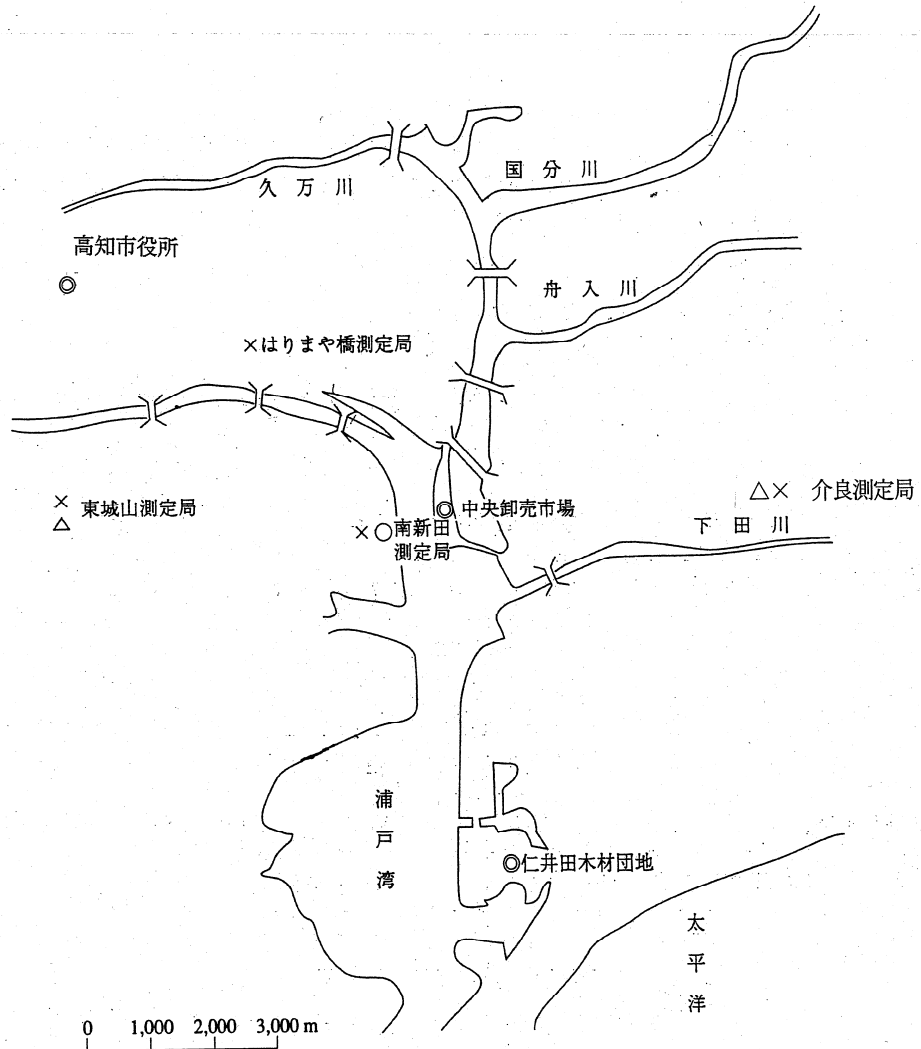 国分川
久万川
高知市役所
◎
舟入川
×はりまや橋測定局
× 東城山測定局
△
△× 介良測定局
◎中央卸売市場
下田川
×○南新田
測定局
浦戸湾
◎仁井田木材団地
太平洋
0 1,000 2,000 3,000 m